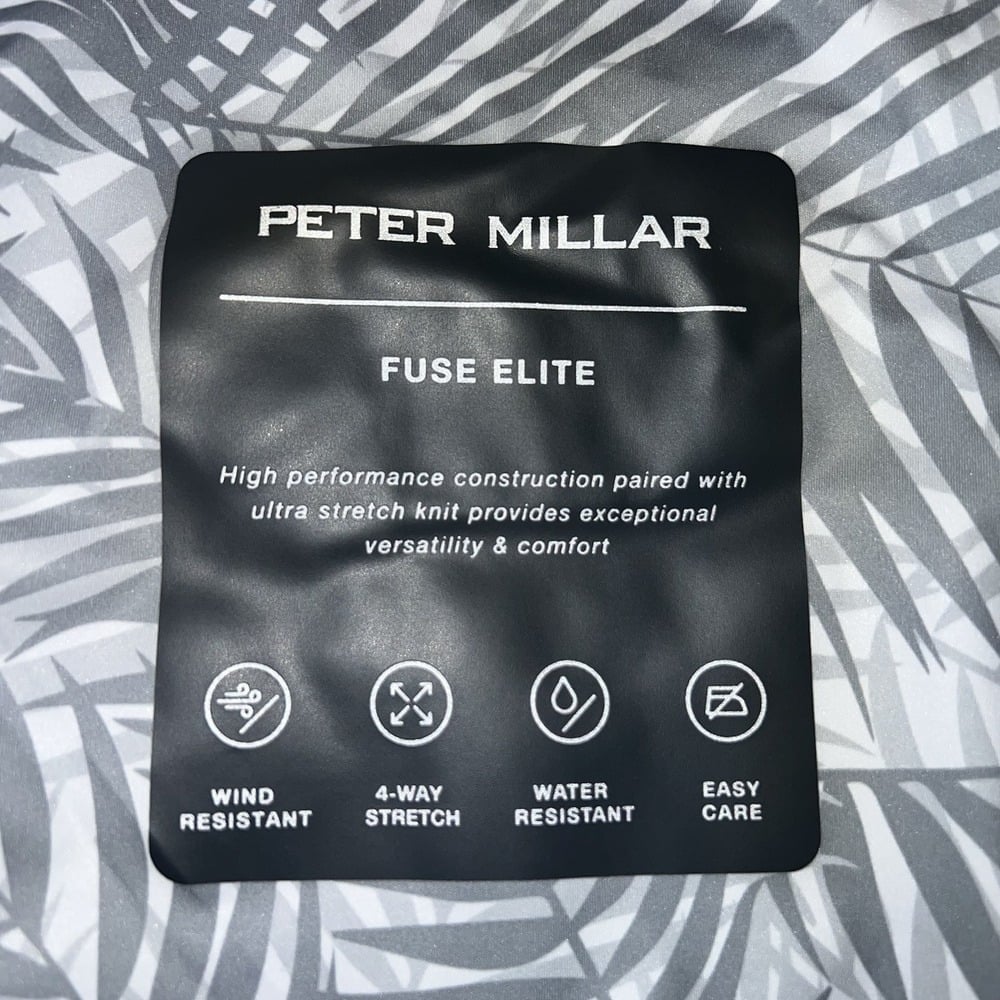 PETER MILLAR
FUSE ELITE
High performance construction paired with
ultra stretch knit provides exceptional
versatility & comfort
WIND
RESISTANT
4-WAY
STRETCH
WATER
RESISTANT
EASY
CARE